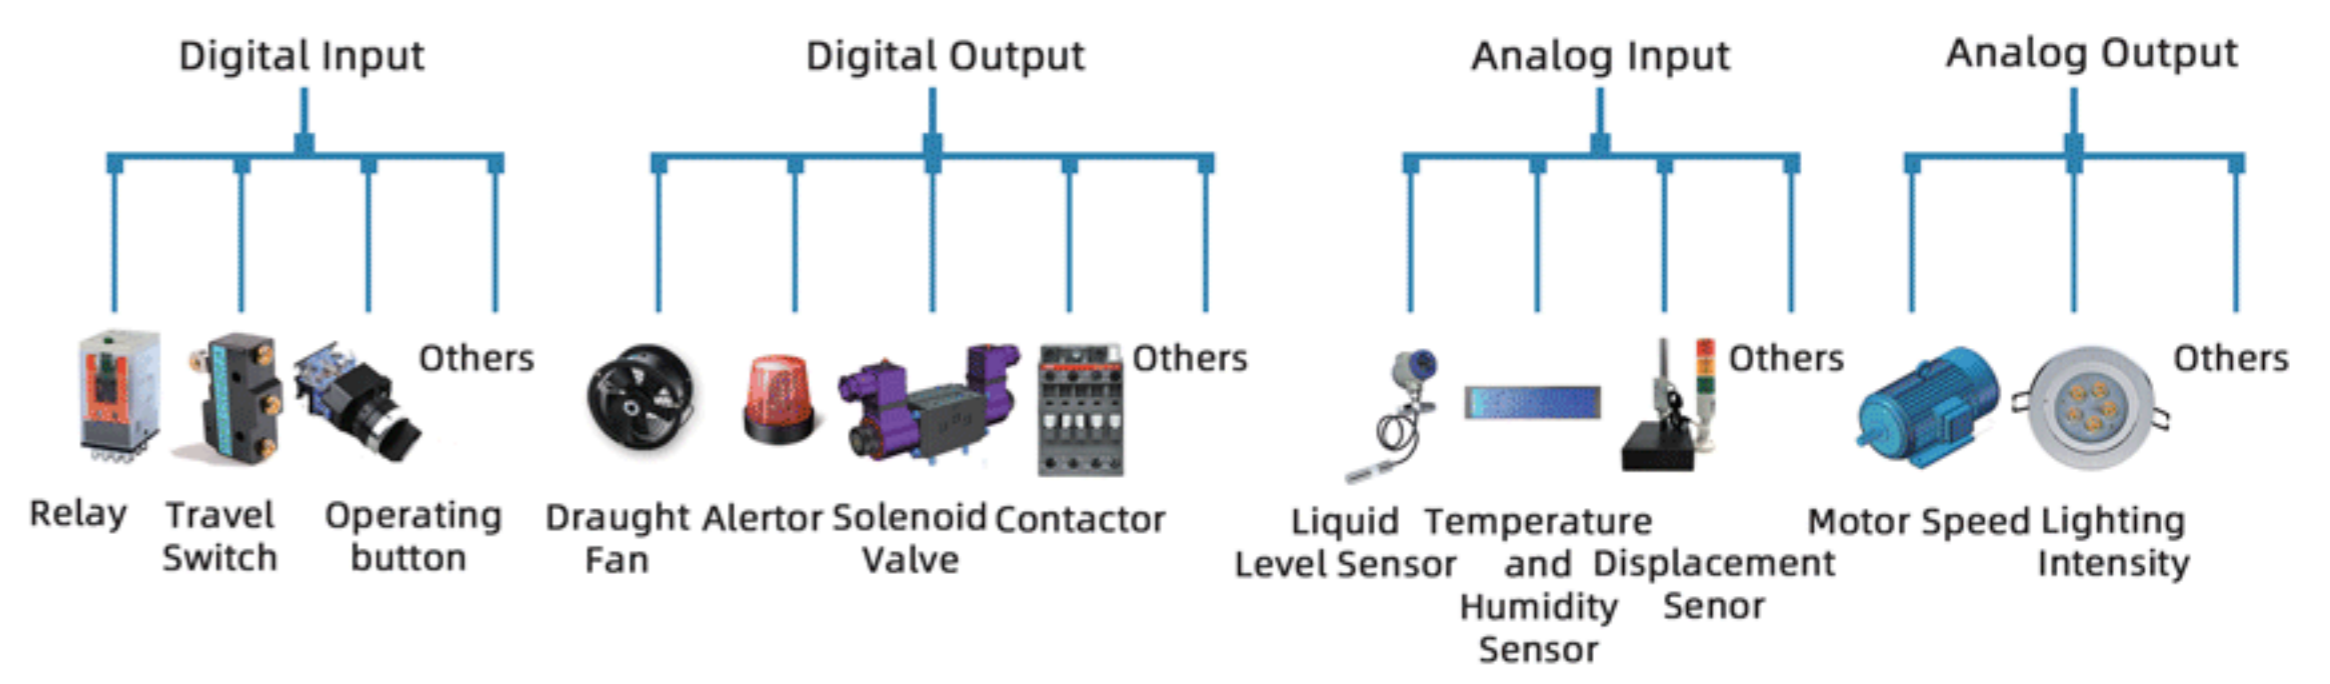 Digital Input
Digital Output
Analog Input
Analog Output
Others
Others
Others
Others
Relay
Travel
Switch
Operating
button
Draught
Fan
Alertor
Solenoid
Valve
Contactor
Liquid
Level Sensor
Temperature
and
Humidity
Sensor
Displacement
Senor
Motor Speed
Lighting
Intensity